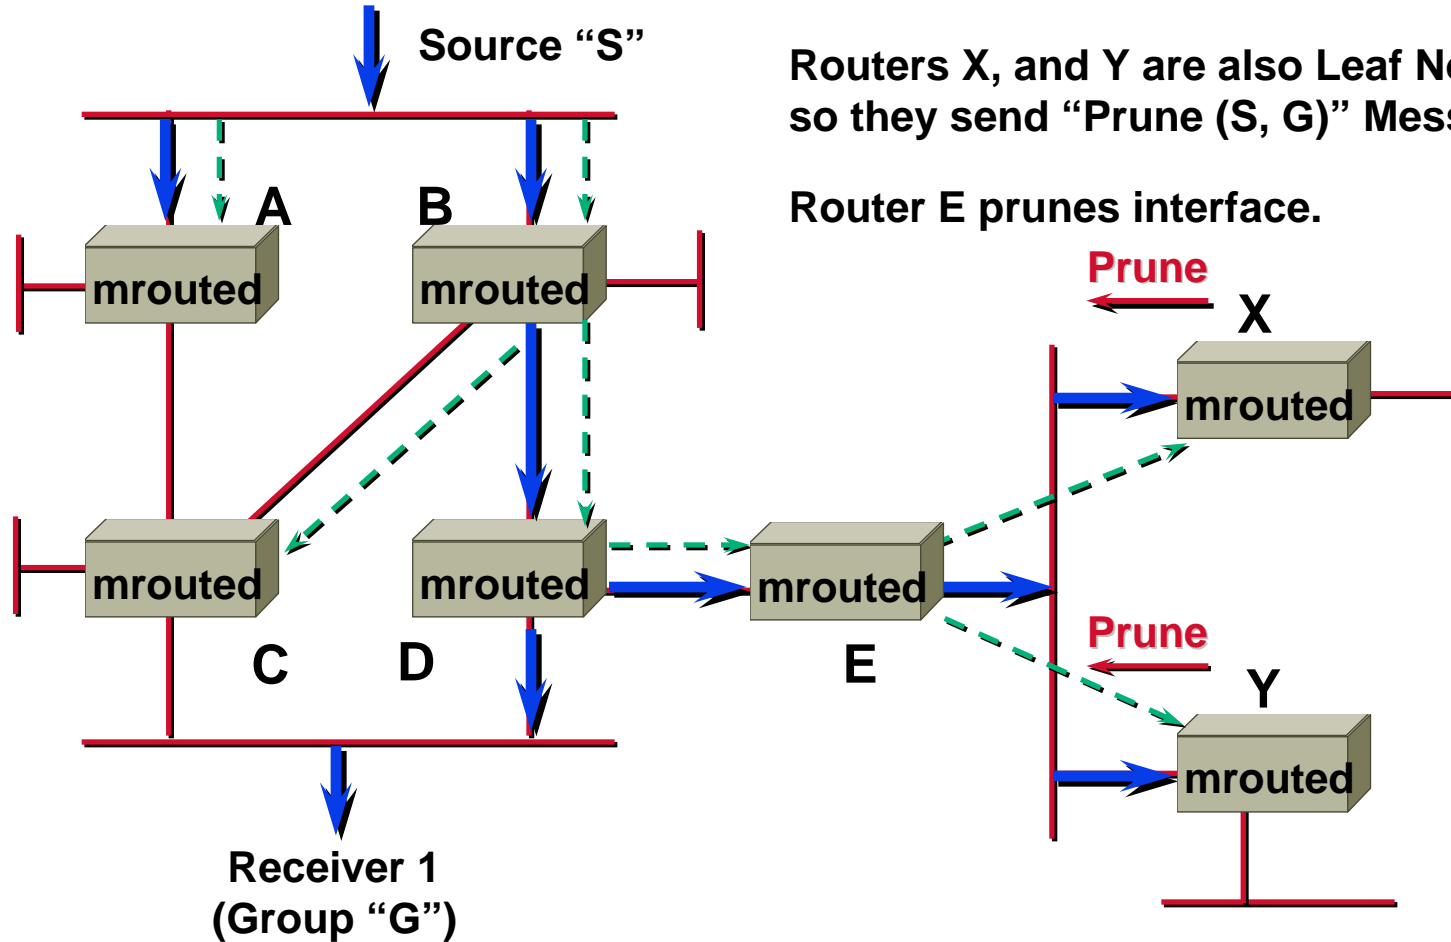 Source “S”
Routers X, and Y are also Leaf
so they send “Prune (S, G)”
Router E prunes interface.
A
B
mrouted
mrouted
Prune
X
mrouted
mrouted
mrouted
mrouted
C
D
E
Prune
Y
mrouted
Receiver 1
(Group “G”)